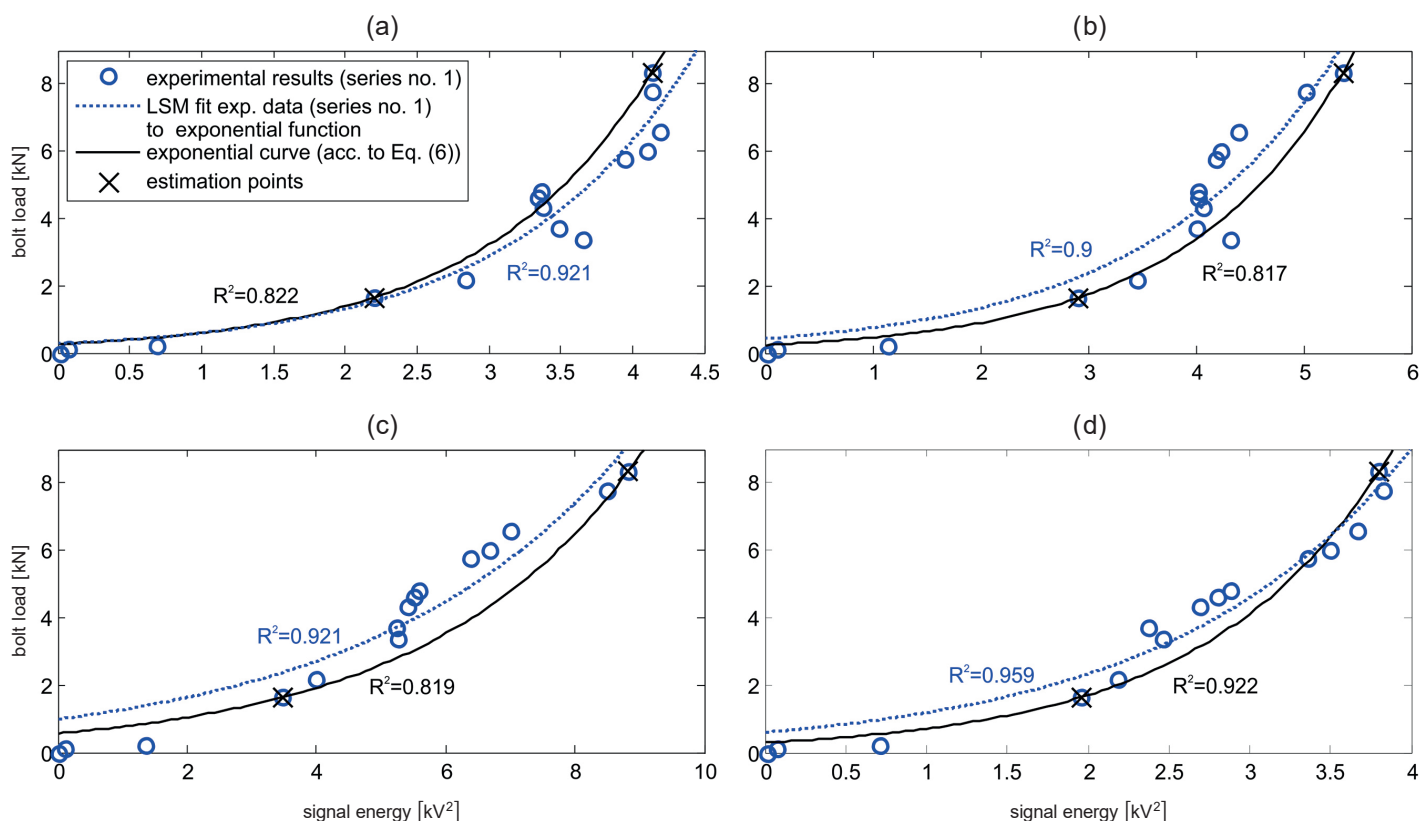 (a)
(b)
bolt load [kN]
8
6
4
2
0
experimental results (series no. 1)
LSM fit exp. data (series no. 1)
to exponential function
exponential curve (acc. to Eq. (6))
estimation points
R²=0.822
R²=0.921
0 0.5 1 1.5 2 2.5 3 3.5 4 4.5
8
6
4
2
0
R²=0.9
R²=0.817
0 1 2 3 4 5 6
(c)
(d)
bolt load [kN]
8
6
4
2
0
R²=0.921
R²=0.819
0 2 4 6 8 10
signal energy [kV²]
8
6
4
2
0
R²=0.959
R²=0.922
0 0.5 1 1.5 2 2.5 3 3.5 4
signal energy [kV²]